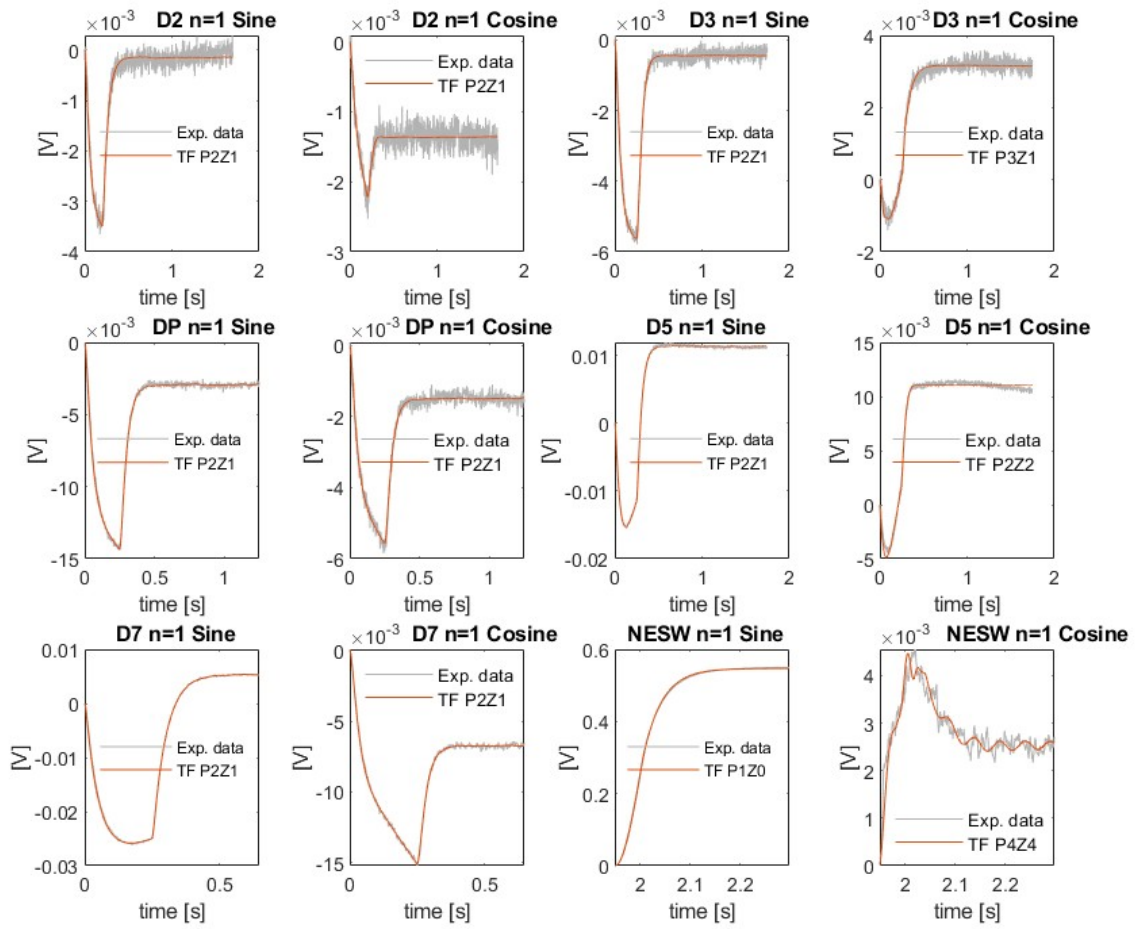 ×10⁻³ D2 n=1 Sine
0
-1
-2
-3
-4
[V]
Exp. data
TF P2Z1
0 1 2
time [s]
×10⁻³ D2 n=1 Cosine
0
-1
-2
-3
[V]
Exp. data
TF P2Z1
0 1 2
time [s]
×10⁻³ D3 n=1 Sine
0
-2
-4
-6
[V]
Exp. data
TF P2Z1
0 1 2
time [s]
×10⁻³ D3 n=1 Cosine
4
2
0
-2
[V]
Exp. data
TF P3Z1
0 1 2
time [s]
×10⁻³ DP n=1 Sine
0
-5
-10
-15
[V]
Exp. data
TF P2Z1
0 0.5 1
time [s]
×10⁻³ DP n=1 Cosine
0
-2
-4
-6
[V]
Exp. data
TF P2Z1
0 0.5 1
time [s]
D5 n=1 Sine
0.01
0
-0.01
-0.02
[V]
Exp. data
TF P2Z1
0 1 2
time [s]
×10⁻³ D5 n=1 Cosine
15
10
5
0
-5
[V]
Exp. data
TF P2Z2
0 1 2
time [s]
D7 n=1 Sine
0.01
0
-0.01
-0.02
-0.03
[V]
Exp. data
TF P2Z1
0 0.5
time [s]
×10⁻³ D7 n=1 Cosine
0
-5
-10
-15
[V]
Exp. data
TF P2Z1
0 0.5
time [s]
NESW n=1 Sine
0.6
0.4
0.2
0
[V]
Exp. data
TF P1Z0
2 2.1 2.2
time [s]
×10⁻³ NESW n=1 Cosine
4
3
2
1
0
[V]
Exp. data
TF P4Z4
2 2.1 2.2
time [s]